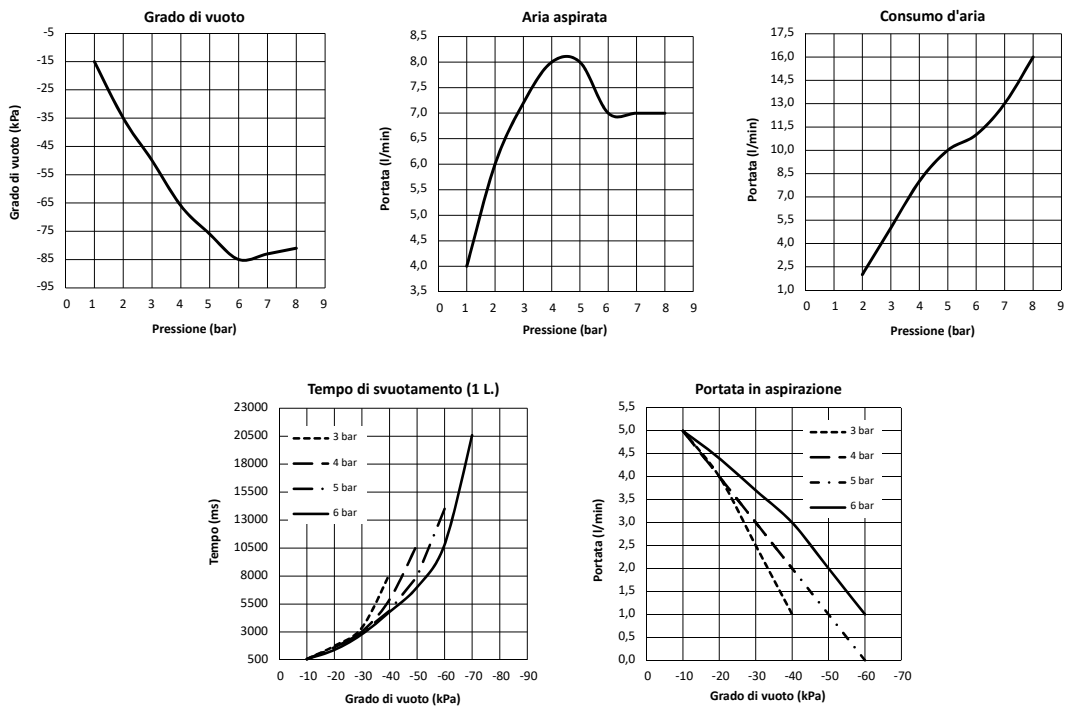 Grado di vuoto
-5
-15
-25
-35
-45
-55
-65
-75
-85
-95
Grado di vuoto (kPa)
0 1 2 3 4 5 6 7 8 9
Pressione (bar)
Aria aspirata
8,5
8,0
7,5
7,0
6,5
6,0
5,5
5,0
4,5
4,0
3,5
Portata (l/min)
0 1 2 3 4 5 6 7 8 9
Pressione (bar)
Consumo d'aria
17,5
16,0
14,5
13,0
11,5
10,0
8,5
7,0
5,5
4,0
2,5
1,0
Portata (l/min)
0 1 2 3 4 5 6 7 8 9
Pressione (bar)
Tempo di svuotamento (1 L.)
23000
20500
18000
15500
13000
10500
8000
5500
3000
500
Tempo (ms)
3 bar
4 bar
5 bar
6 bar
0 -10 -20 -30 -40 -50 -60 -70 -80 -90
Grado di vuoto (kPa)
Portata in aspirazione
5,5
5,0
4,5
4,0
3,5
3,0
2,5
2,0
1,5
1,0
0,5
0,0
Portata (l/min)
3 bar
4 bar
5 bar
6 bar
0 -10 -20 -30 -40 -50 -60 -70
Grado di vuoto (kPa)